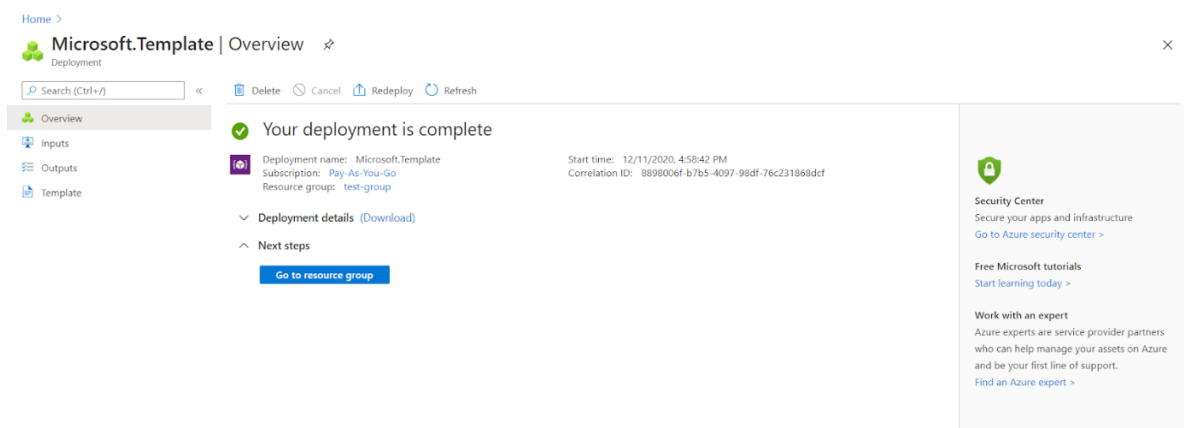 Home >
Microsoft.Template | Overview
Deployment
Search (Ctrl+/)
«
Delete
Cancel
Redeploy
Refresh
Overview
Inputs
Outputs
Template
Your deployment is complete
Deployment name: Microsoft.Template
Subscription: Pay-As-You-Go
Resource group: test-group
Start time: 12/11/2020, 4:58:42 PM
Correlation ID: 8898006f-b7b5-4097-98df-76c231868dcf
Deployment details (Download)
Next steps
Go to resource group
Security Center
Secure your apps and infrastructure
Go to Azure security center >
Free Microsoft tutorials
Start learning today >
Work with an expert
Azure experts are service provider partners
who can help manage your assets on Azure
and be your first line of support.
Find an Azure expert >